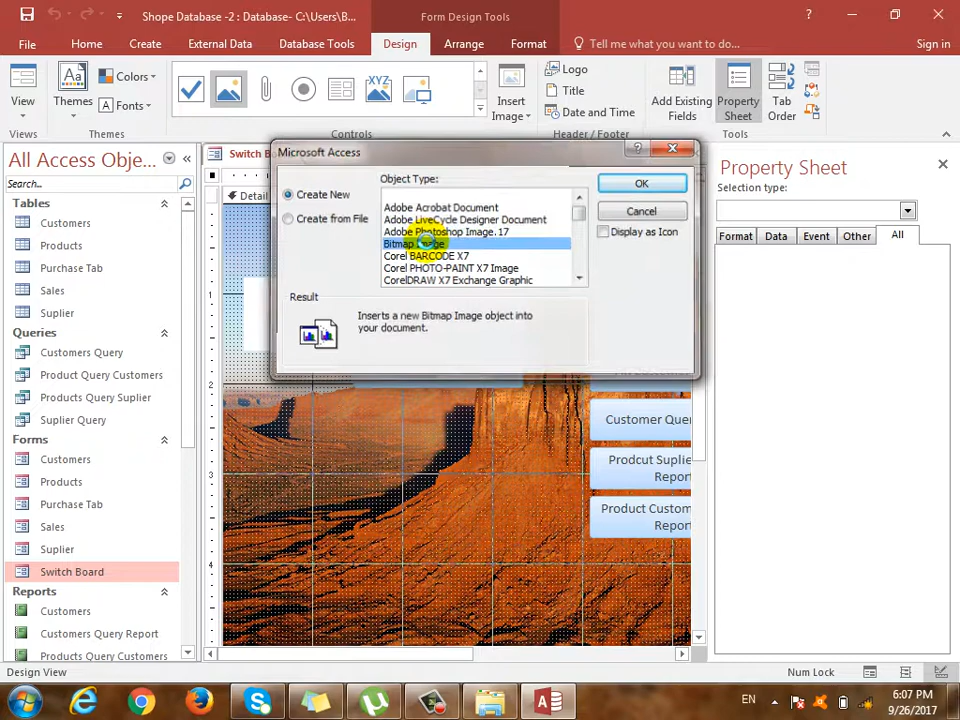 Shope Database -2 : Database- C:\Users\B...
Form Design Tools
Sign in
File
Home
Create
External Data
Database Tools
Design
Arrange
Format
Tell me what you want to do...
View
Aa
Themes
Colors
Fonts
XYZ
Insert
Image
Logo
Title
Date and Time
Add Existing
Fields
Property
Sheet
Tab
Order
Views
Themes
Controls
Header / Footer
Tools
All Access Obje...
Search...
Tables
Customers
Products
Purchase Tab
Sales
Suplier
Queries
Customers Query
Product Query Customers
Products Query Suplier
Suplier Query
Forms
Customers
Products
Purchase Tab
Sales
Suplier
Switch Board
Reports
Customers
Customers Query Report
Products Query Customers
Switch B
Detail
2
3
4
Microsoft Access
Create New
Create from File
Object Type:
Adobe Acrobat Document
Adobe LiveCycle Designer Document
Adobe Photoshop Image.17
Bitmap Image
Corel BARCODE X7
Corel PHOTO-PAINT X7 Image
CorelDRAW X7 Exchange Graphic
OK
Cancel
Display as Icon
Result
Inserts a new Bitmap Image object into
your document.
Customer Quer
Prodcut Suplie
Report
Product Custom
Report
Property Sheet
Selection type:
Format
Data
Event
Other
All
Design View
Num Lock
EN
6:07 PM
9/26/2017